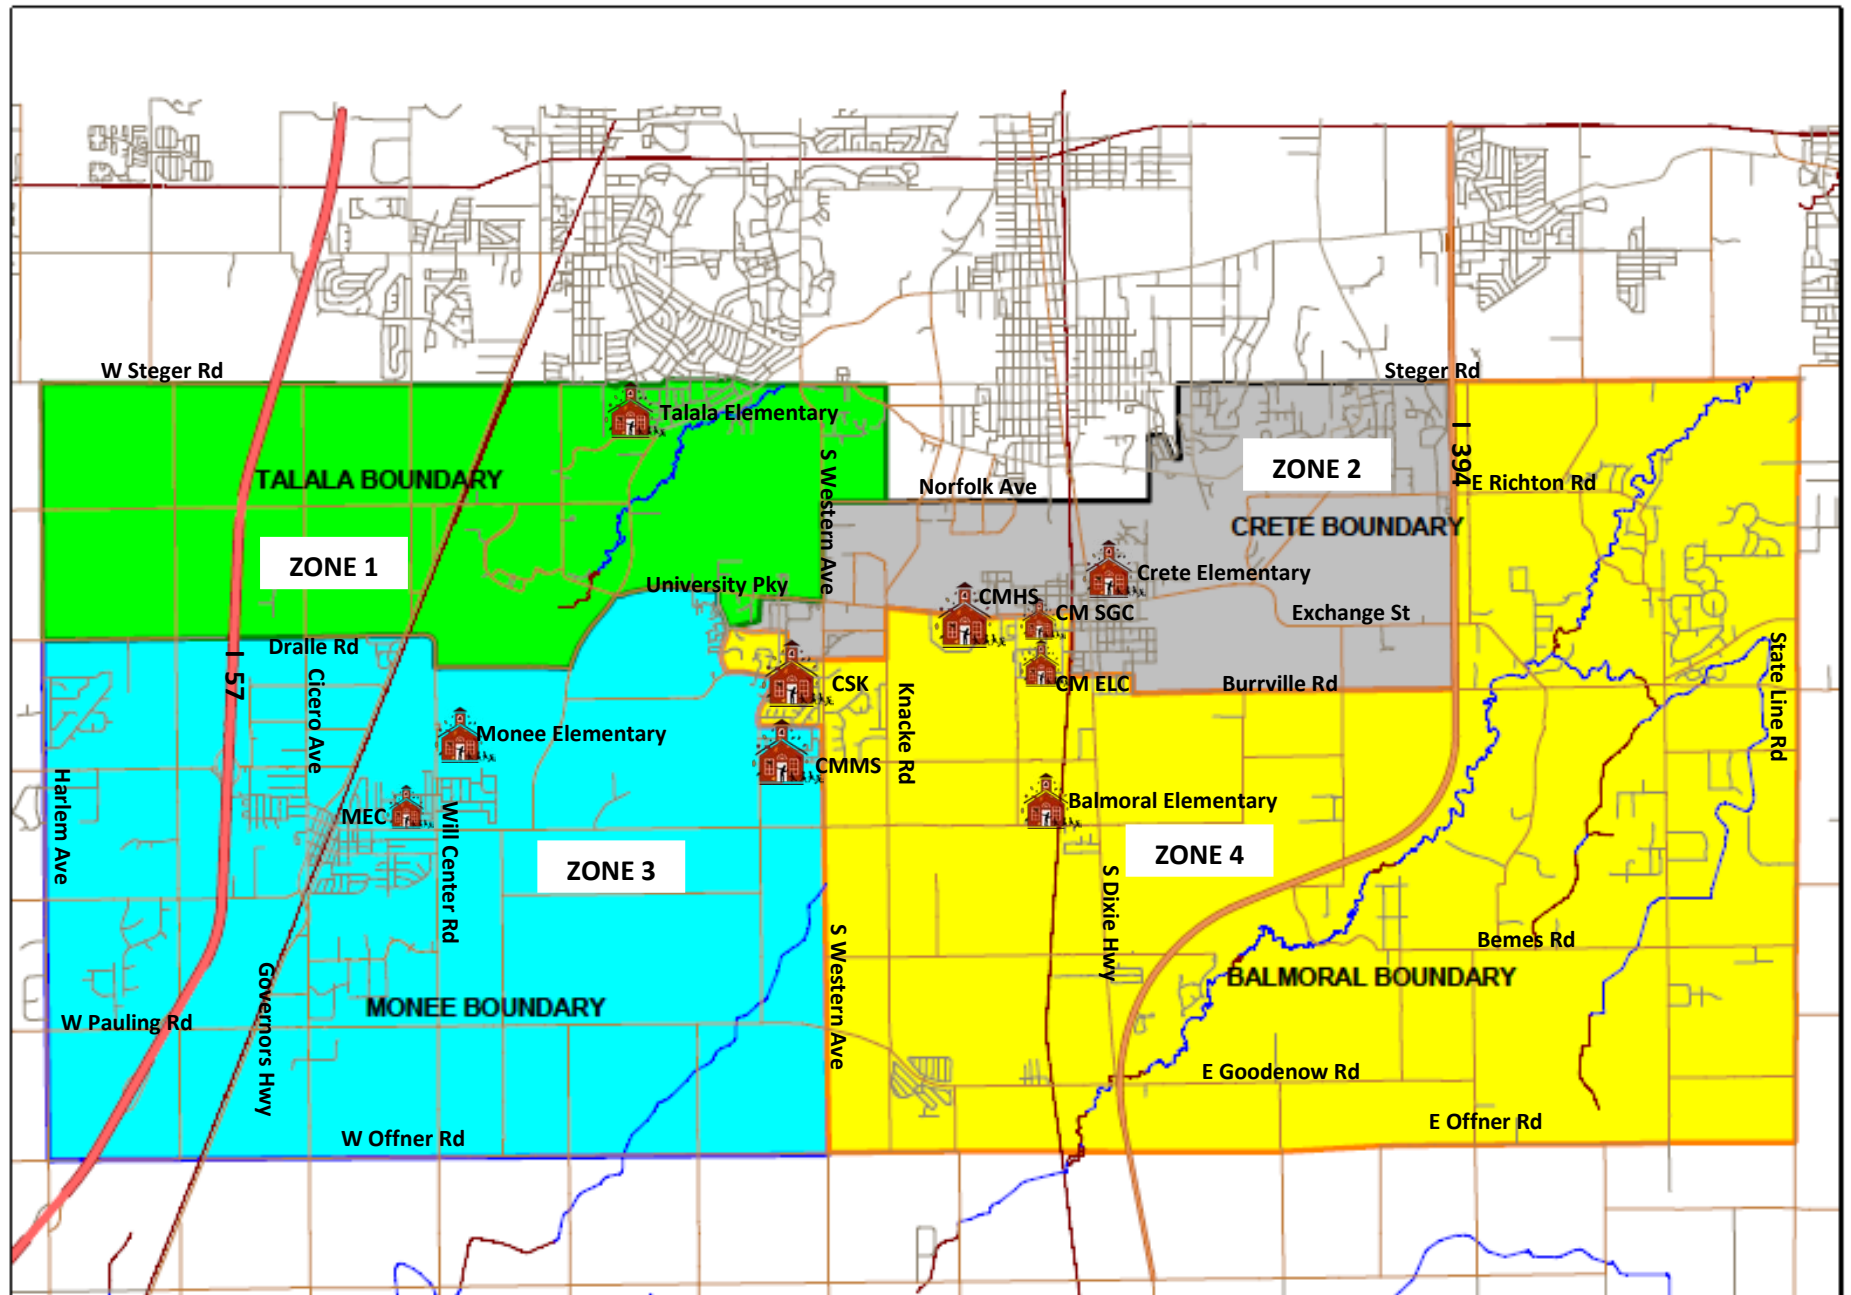 W Steger Rd
Steger Rd
Talala Elementary
I 394
S Western Ave
ZONE 2
TALALA BOUNDARY
Norfolk Ave
E Richton Rd
CRETE BOUNDARY
ZONE 1
University Pky
Crete Elementary
CMHS
CM SGC
Exchange St
Dralle Rd
I 57
Cicero Ave
CSK
Knacke Rd
CM ELC
Burrville Rd
State Line Rd
Monee Elementary
CMMS
Harlem Ave
MEC
Will Center Rd
Balmoral Elementary
ZONE 3
ZONE 4
S Dixie Hwy
S Western Ave
Bemes Rd
Governors Hwy
MONEE BOUNDARY
BALMORAL BOUNDARY
W Pauling Rd
E Goodenow Rd
W Offner Rd
E Offner Rd